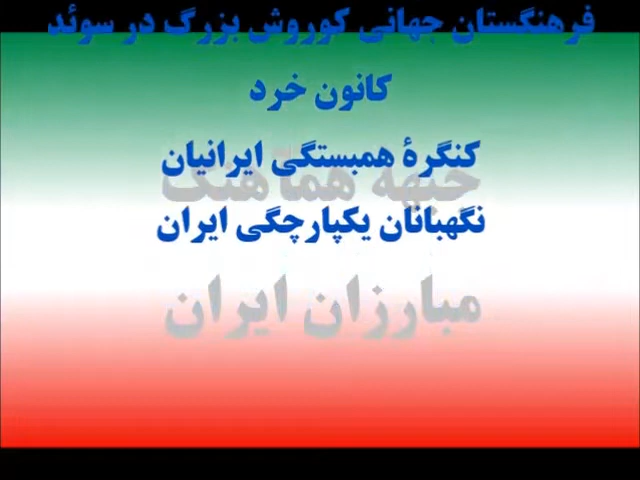 فرهنگستان جهانی کوروش بزرگ در سوئد
کانون خرد
کنگرهٔ همبستگی ایرانیان
جبهه هماهنگ
نگهبانان یکپارچگی ایران
مبارزان ایران